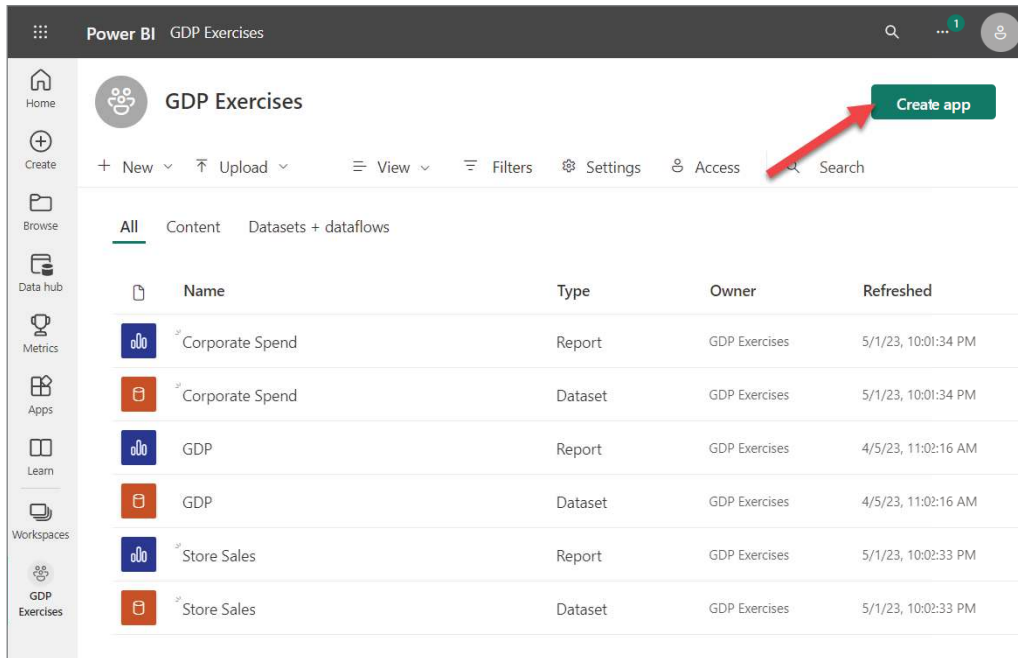 Power BI GDP Exercises 1
Home
GDP Exercises
Create app
Create
+ New Upload View Filters Settings Access Search
Browse
All Content Datasets + dataflows
Data hub
Name Type Owner Refreshed
Metrics
Corporate Spend Report GDP Exercises 5/1/23, 10:01:34 PM
Apps
Corporate Spend Dataset GDP Exercises 5/1/23, 10:01:34 PM
Learn
GDP Report GDP Exercises 4/5/23, 11:02:16 AM
GDP Dataset GDP Exercises 4/5/23, 11:02:16 AM
Workspaces
Store Sales Report GDP Exercises 5/1/23, 10:02:33 PM
GDP
Exercises
Store Sales Dataset GDP Exercises 5/1/23, 10:02:33 PM